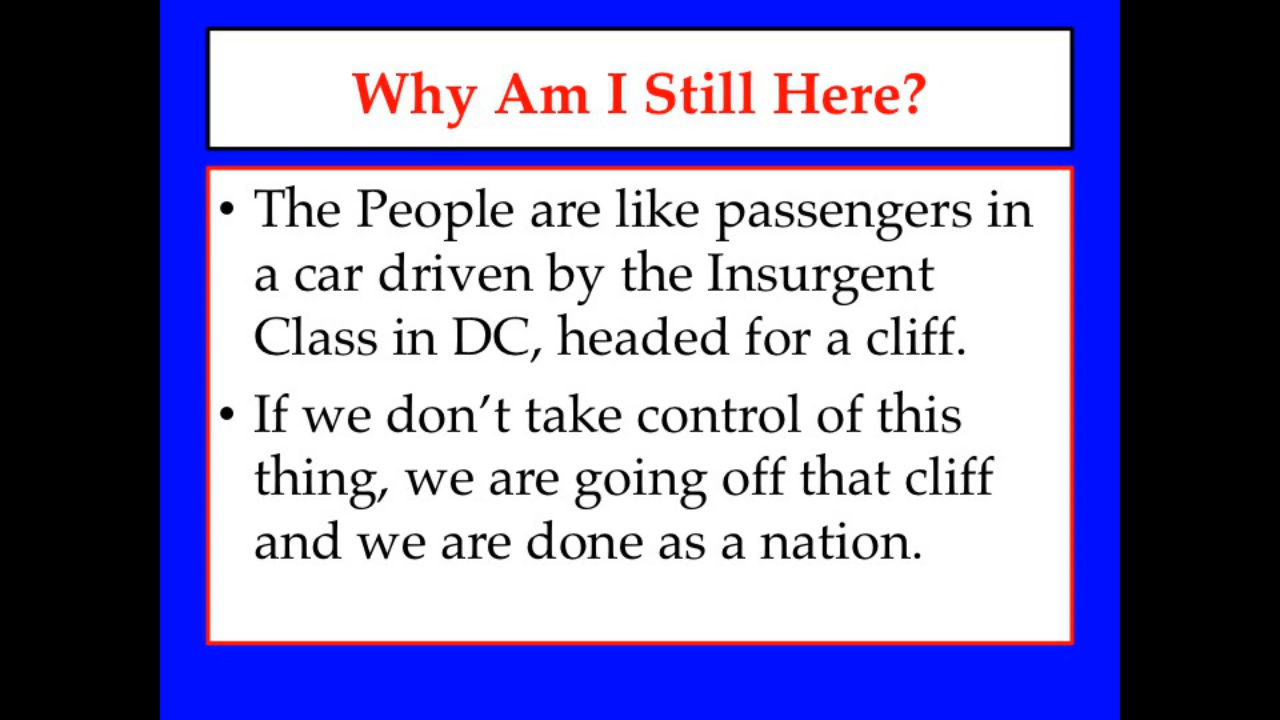 Why Am I Still Here?
• The People are like passengers in
a car driven by the Insurgent
Class in DC, headed for a cliff.
• If we don’t take control of this
thing, we are going off that cliff
and we are done as a nation.